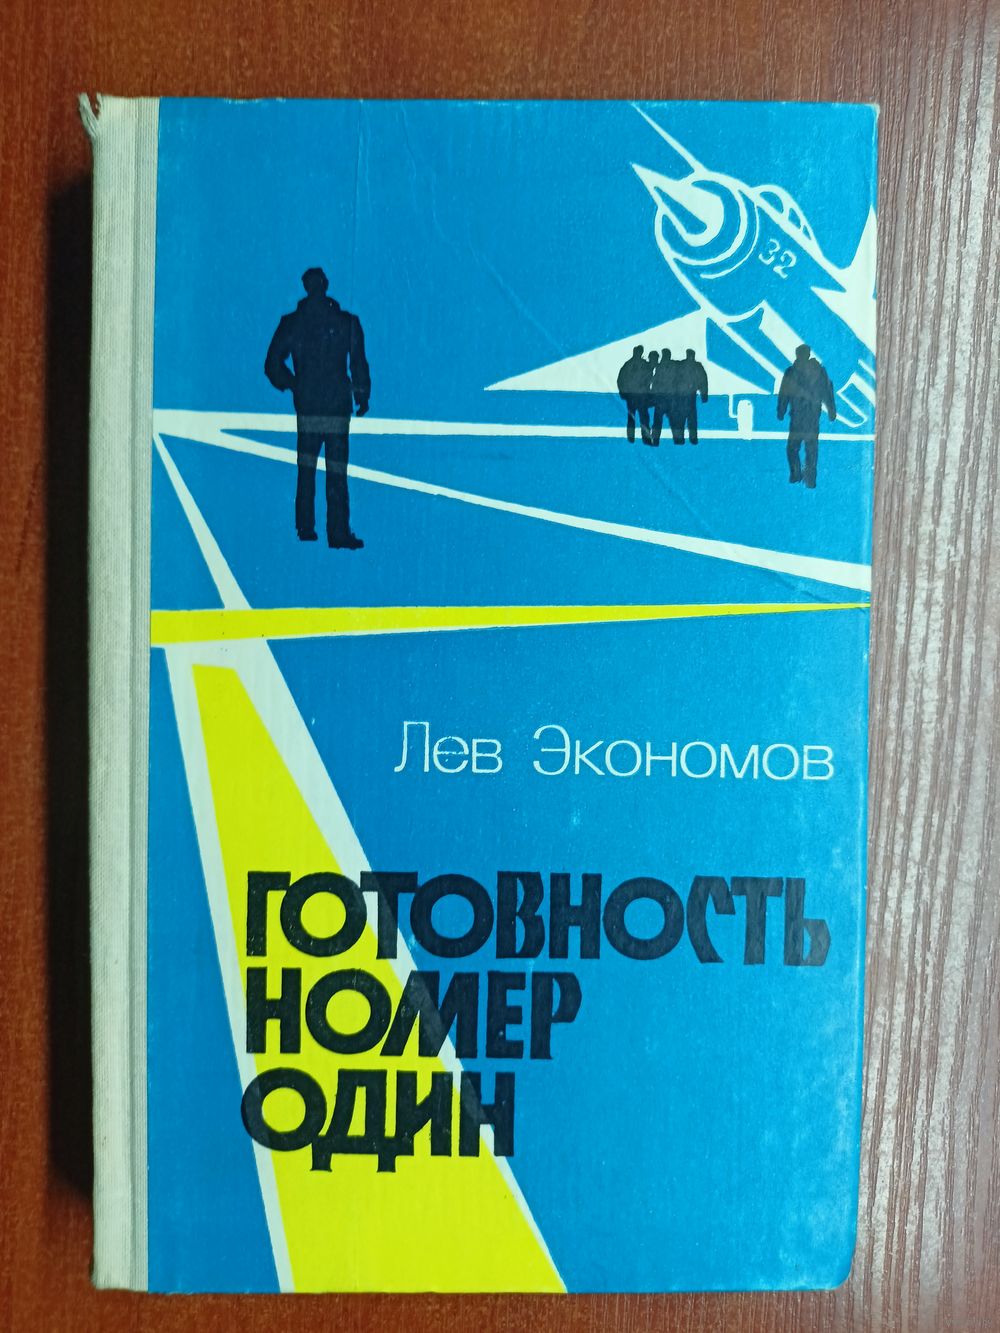 32
Лев Экономов
ГОТОВНОСТЬ
НОМЕР
ОДИН